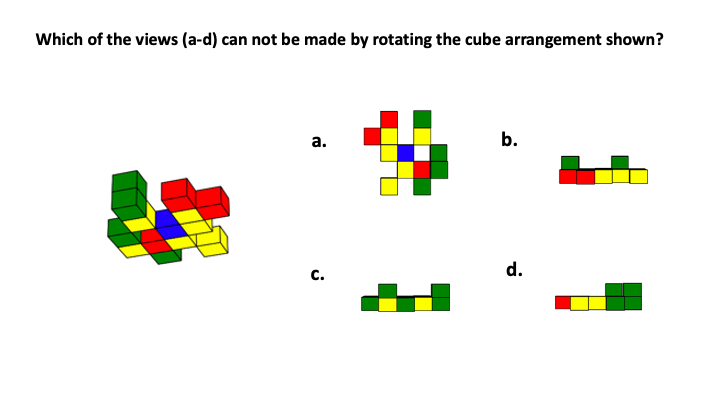 Which of the views (a-d) can not be made by rotating the cube arrangement shown?
a.
b.
c.
d.